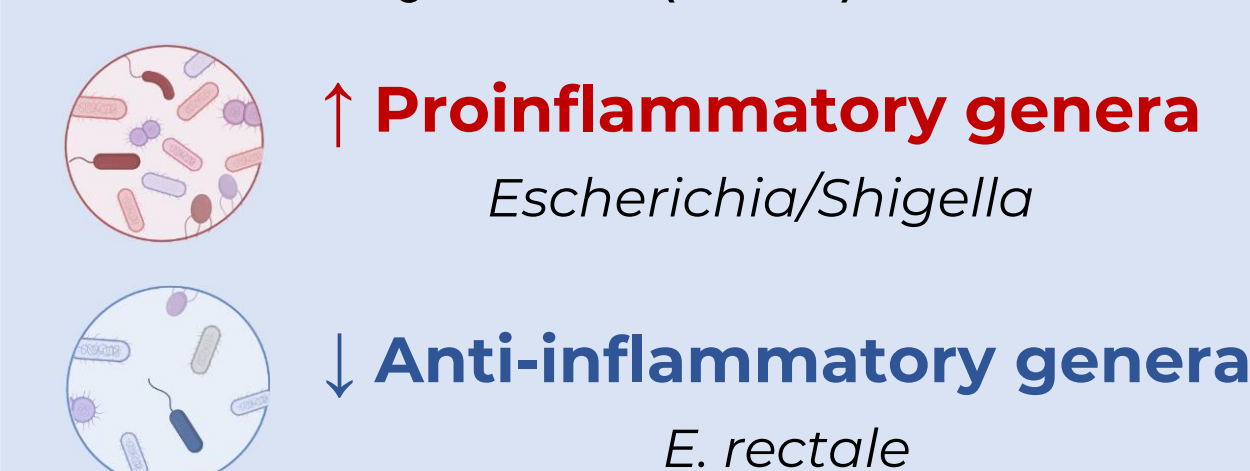 ↑ Proinflammatory genera
Escherichia/Shigella
↓ Anti-inflammatory genera
E. rectale